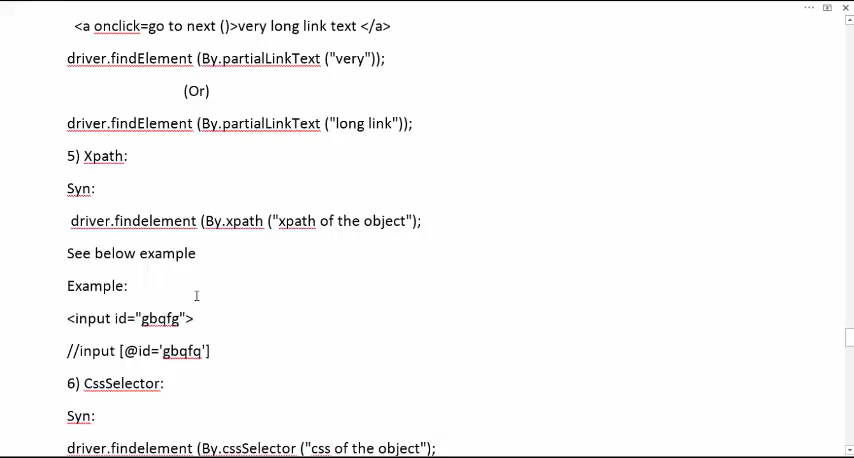 <a onclick=go to next ()>very long link text </a>
driver.findElement (By.partialLinkText ("very"));
(Or)
driver.findElement (By.partialLinkText ("long link"));
5) Xpath:
Syn:
driver.findelement (By.xpath ("xpath of the object");
See below example
Example:
<input id="gbqfg">
//input [@id='gbqfq']
6) CssSelector:
Syn:
driver.findelement (By.cssSelector ("css of the object");